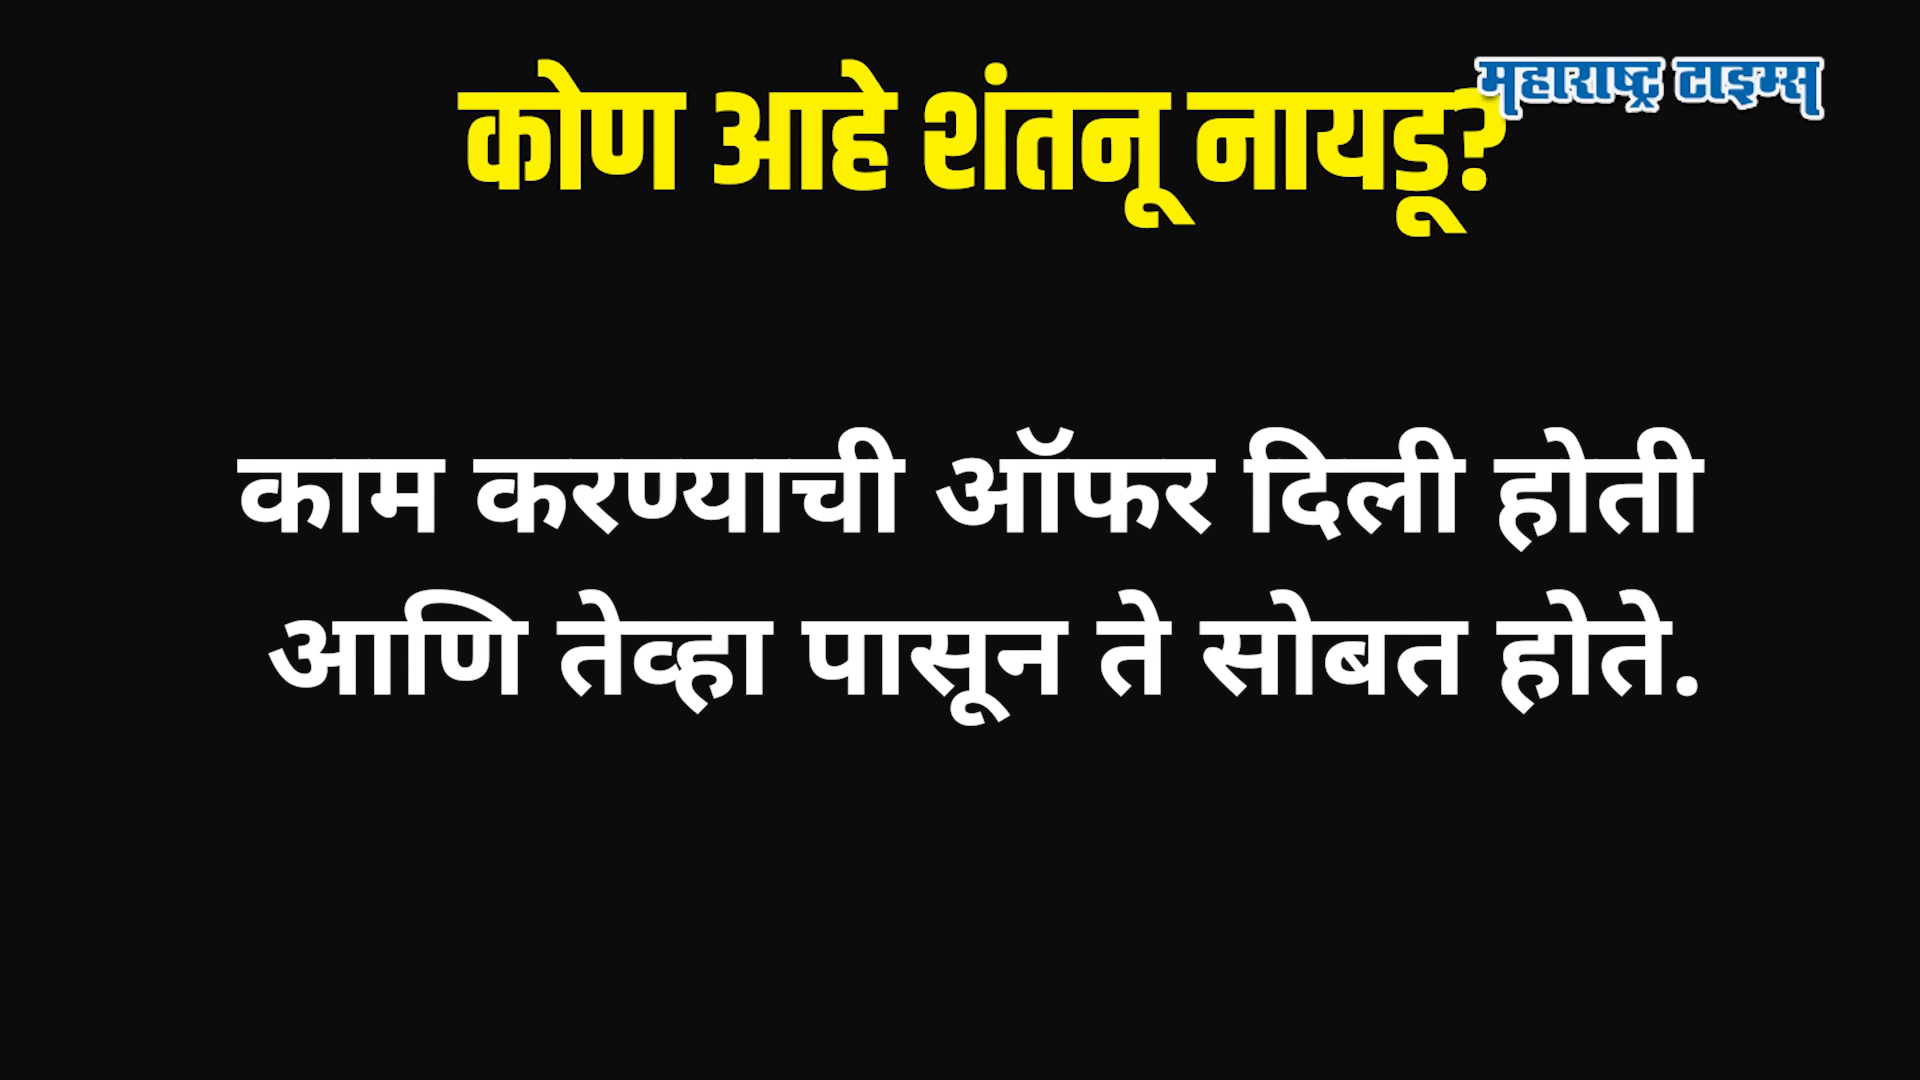 कोण आहे शंतनू नायडू?
महाराष्ट्र टाइम्स
काम करण्याची ऑफर दिली होती
आणि तेव्हा पासून ते सोबत होते.